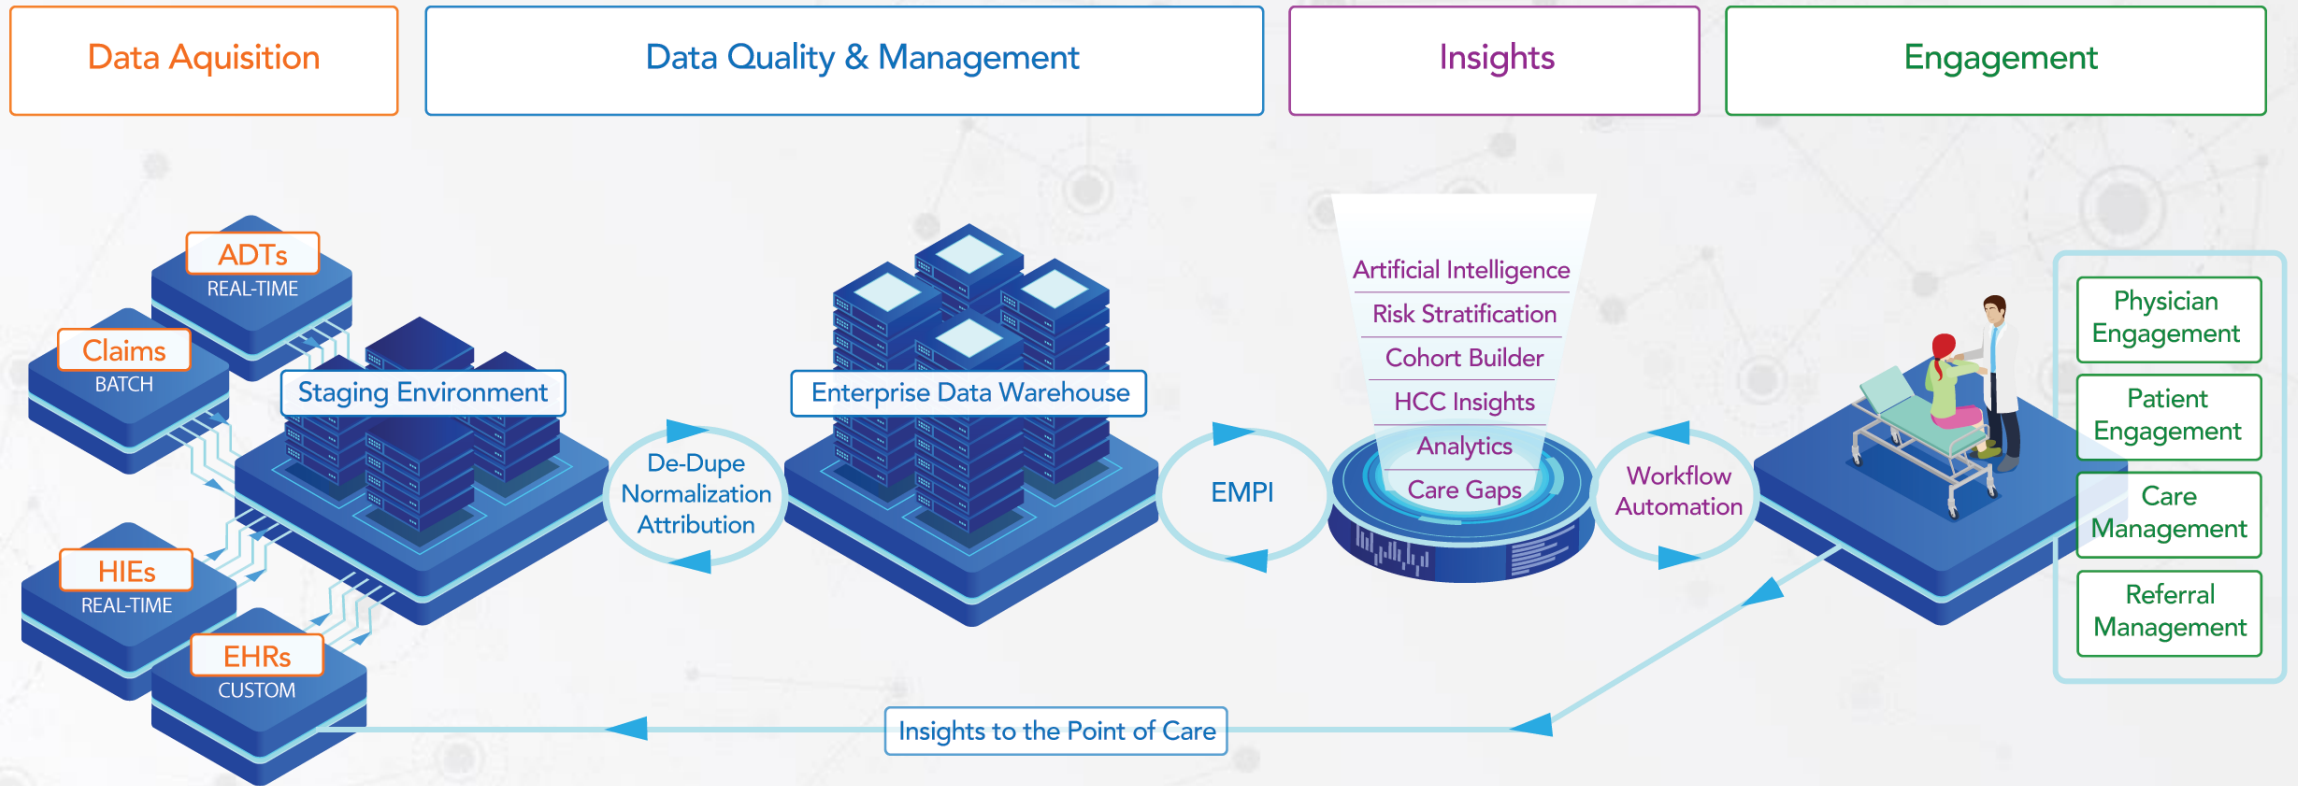 Data Aquisition
Data Quality & Management
Insights
Engagement
ADTs
REAL-TIME
Claims
BATCH
HIEs
REAL-TIME
EHRs
CUSTOM
Staging Environment
De-Dupe
Normalization
Attribution
Enterprise Data Warehouse
EMPI
Artificial Intelligence
Risk Stratification
Cohort Builder
HCC Insights
Analytics
Care Gaps
Workflow
Automation
Physician
Engagement
Patient
Engagement
Care
Management
Referral
Management
Insights to the Point of Care